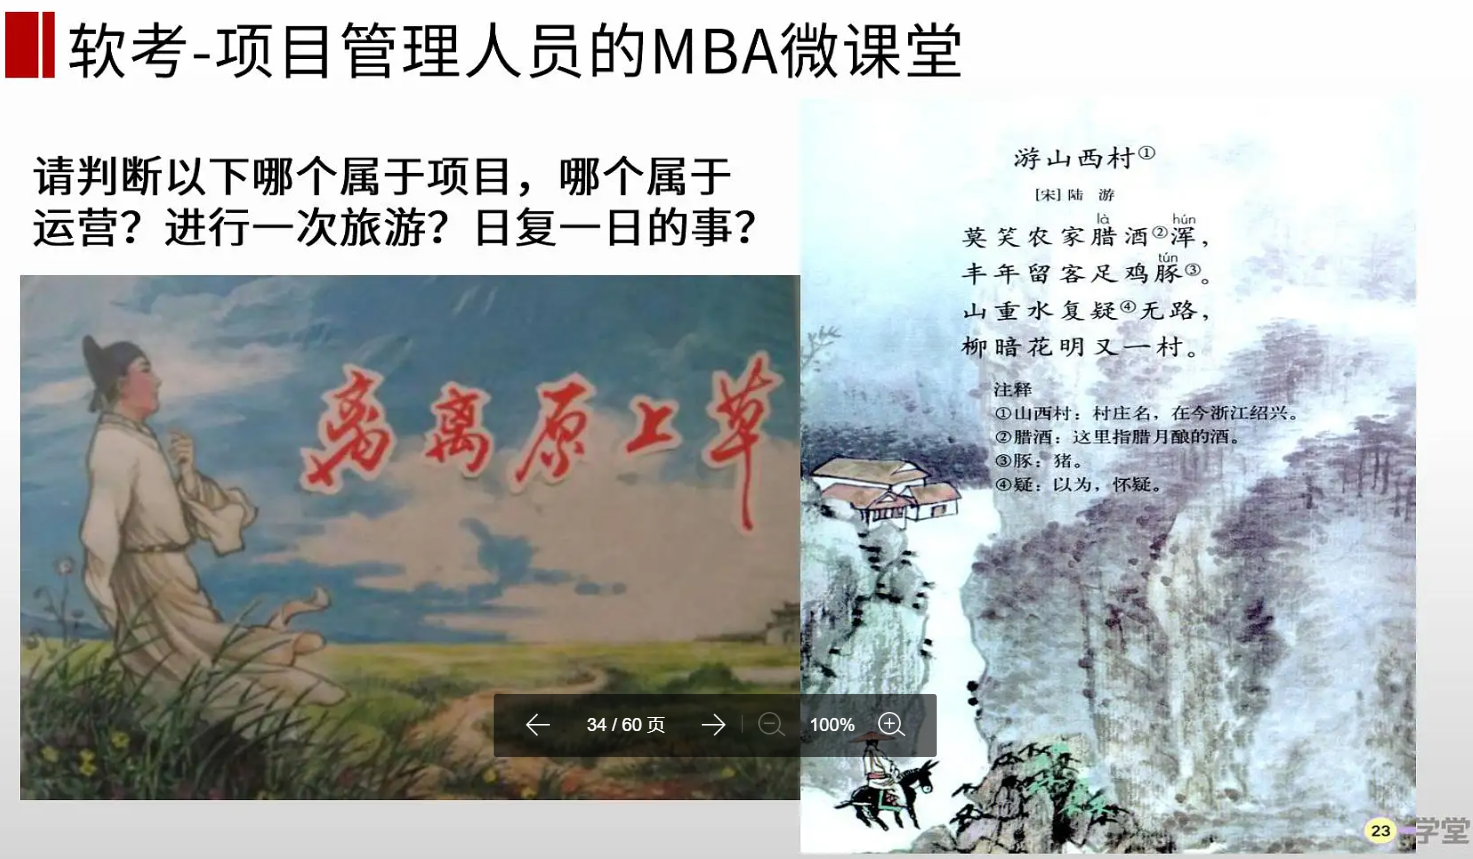 软考-项目管理人员的MBA微课堂
请判断以下哪个属于项目，哪个属于
运营？进行一次旅游？日复一日的事？
离离原上草
游山西村①
[宋] 陆 游
là hún
莫笑农家腊酒②浑，
tún
丰年留客足鸡豚③。
山重水复疑④无路，
柳暗花明又一村。
注释
①山西村：村庄名，在今浙江绍兴。
②腊酒：这里指腊月酿的酒。
③豚：猪。
④疑：以为，怀疑。
34 / 60 页
100%
23
学堂